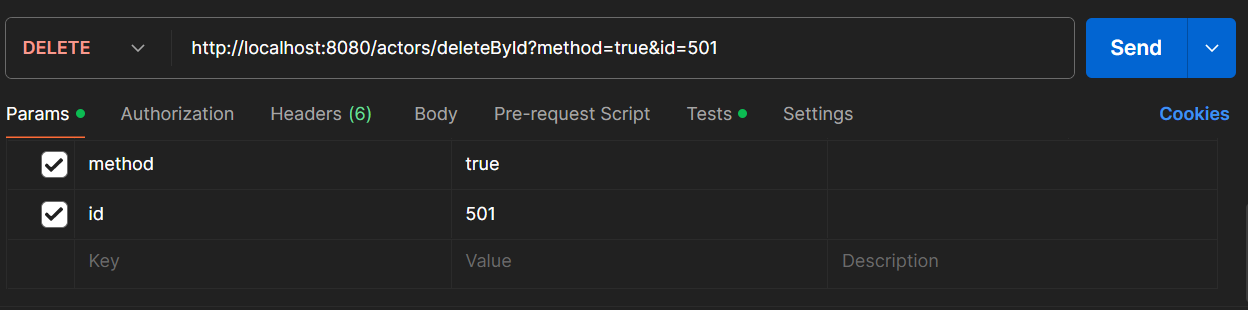 DELETE http://localhost:8080/actors/deleteById?method=true&id=501 Send
Params Authorization Headers (6) Body Pre-request Script Tests Settings Cookies
method true
id 501
Key Value Description